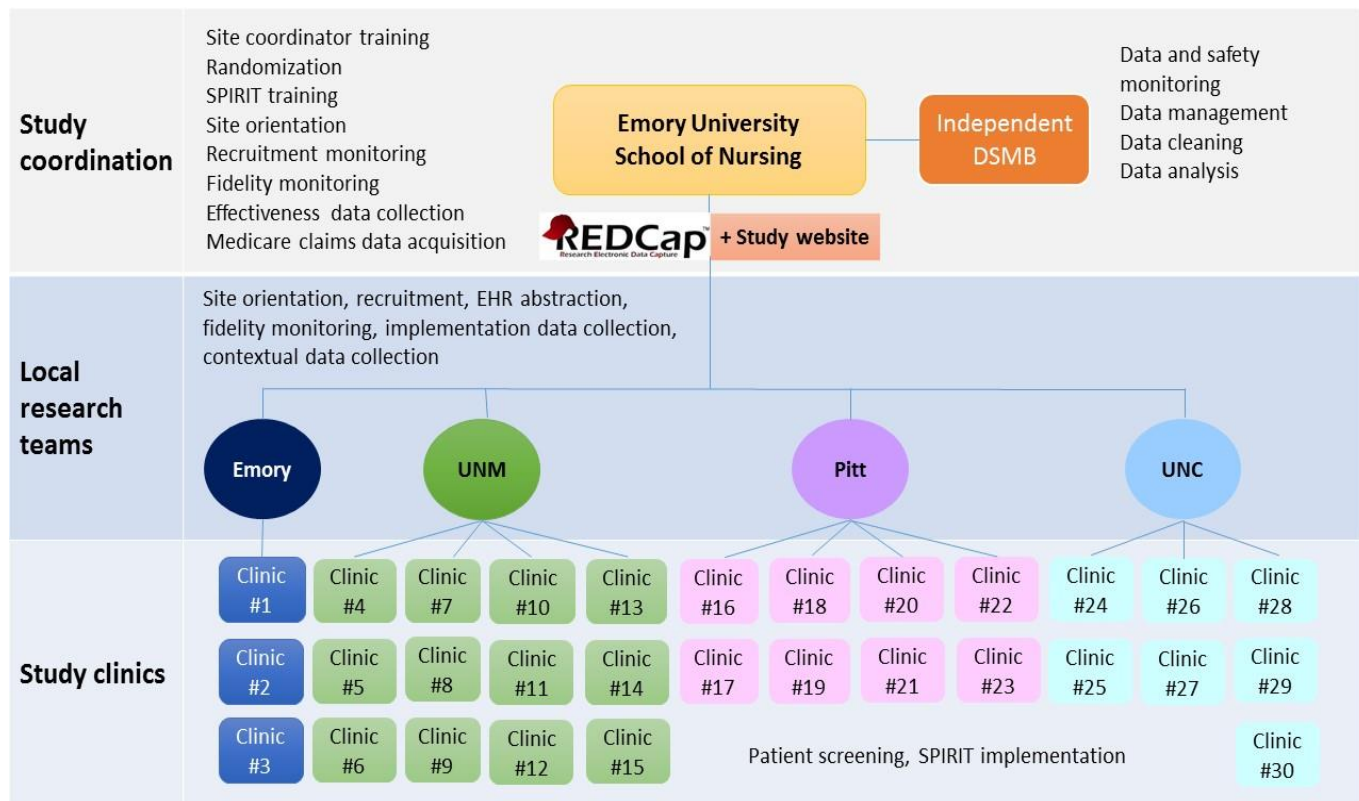 Study
coordination
Site coordinator training
Randomization
SPIRIT training
Site orientation
Recruitment monitoring
Fidelity monitoring
Effectiveness data collection
Medicare claims data acquisition
Emory University
School of Nursing
Independent
DSMB
Data and safety
monitoring
Data management
Data cleaning
Data analysis
REDCap™
Research Electronic Data Capture
+ Study website
Local
research
teams
Site orientation, recruitment, EHR abstraction,
fidelity monitoring, implementation data collection,
contextual data collection
Emory
UNM
Pitt
UNC
Study clinics
Clinic
#1
Clinic
#4
Clinic
#7
Clinic
#10
Clinic
#13
Clinic
#16
Clinic
#18
Clinic
#20
Clinic
#22
Clinic
#24
Clinic
#26
Clinic
#28
Clinic
#2
Clinic
#5
Clinic
#8
Clinic
#11
Clinic
#14
Clinic
#17
Clinic
#19
Clinic
#21
Clinic
#23
Clinic
#25
Clinic
#27
Clinic
#29
Clinic
#3
Clinic
#6
Clinic
#9
Clinic
#12
Clinic
#15
Patient screening, SPIRIT implementation
Clinic
#30